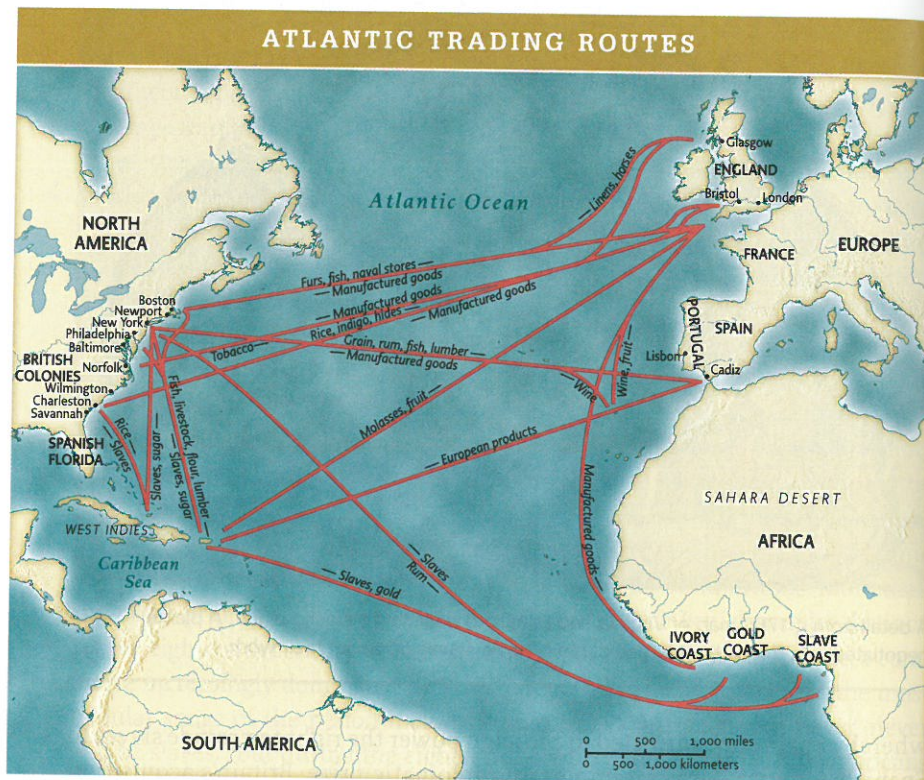 ATLANTIC TRADING ROUTES
Glasgow
ENGLAND
Bristol
London
Linens, horses
Atlantic Ocean
NORTH
AMERICA
FRANCE
EUROPE
Furs, fish, naval stores
Manufactured goods
Boston
Newport
New York
Philadelphia
Baltimore
Manufactured goods
Rice, indigo, hides
Manufactured goods
Tobacco
Grain, rum, fish, lumber
Manufactured goods
PORTUGAL
SPAIN
Lisbon
Cadiz
BRITISH
COLONIES
Norfolk
Wilmington
Charleston
Savannah
Wine
Wine, fruit
Molasses, fruit
SPANISH
FLORIDA
Rice
Slaves
Slaves, sugar
Fish, livestock, flour, lumber
Slaves, sugar
European products
Manufactured goods
SAHARA DESERT
AFRICA
WEST INDIES
Caribbean
Sea
Slaves, gold
Slaves
Rum
IVORY
COAST
GOLD
COAST
SLAVE
COAST
SOUTH AMERICA
0 500 1,000 miles
0 500 1,000 kilometers